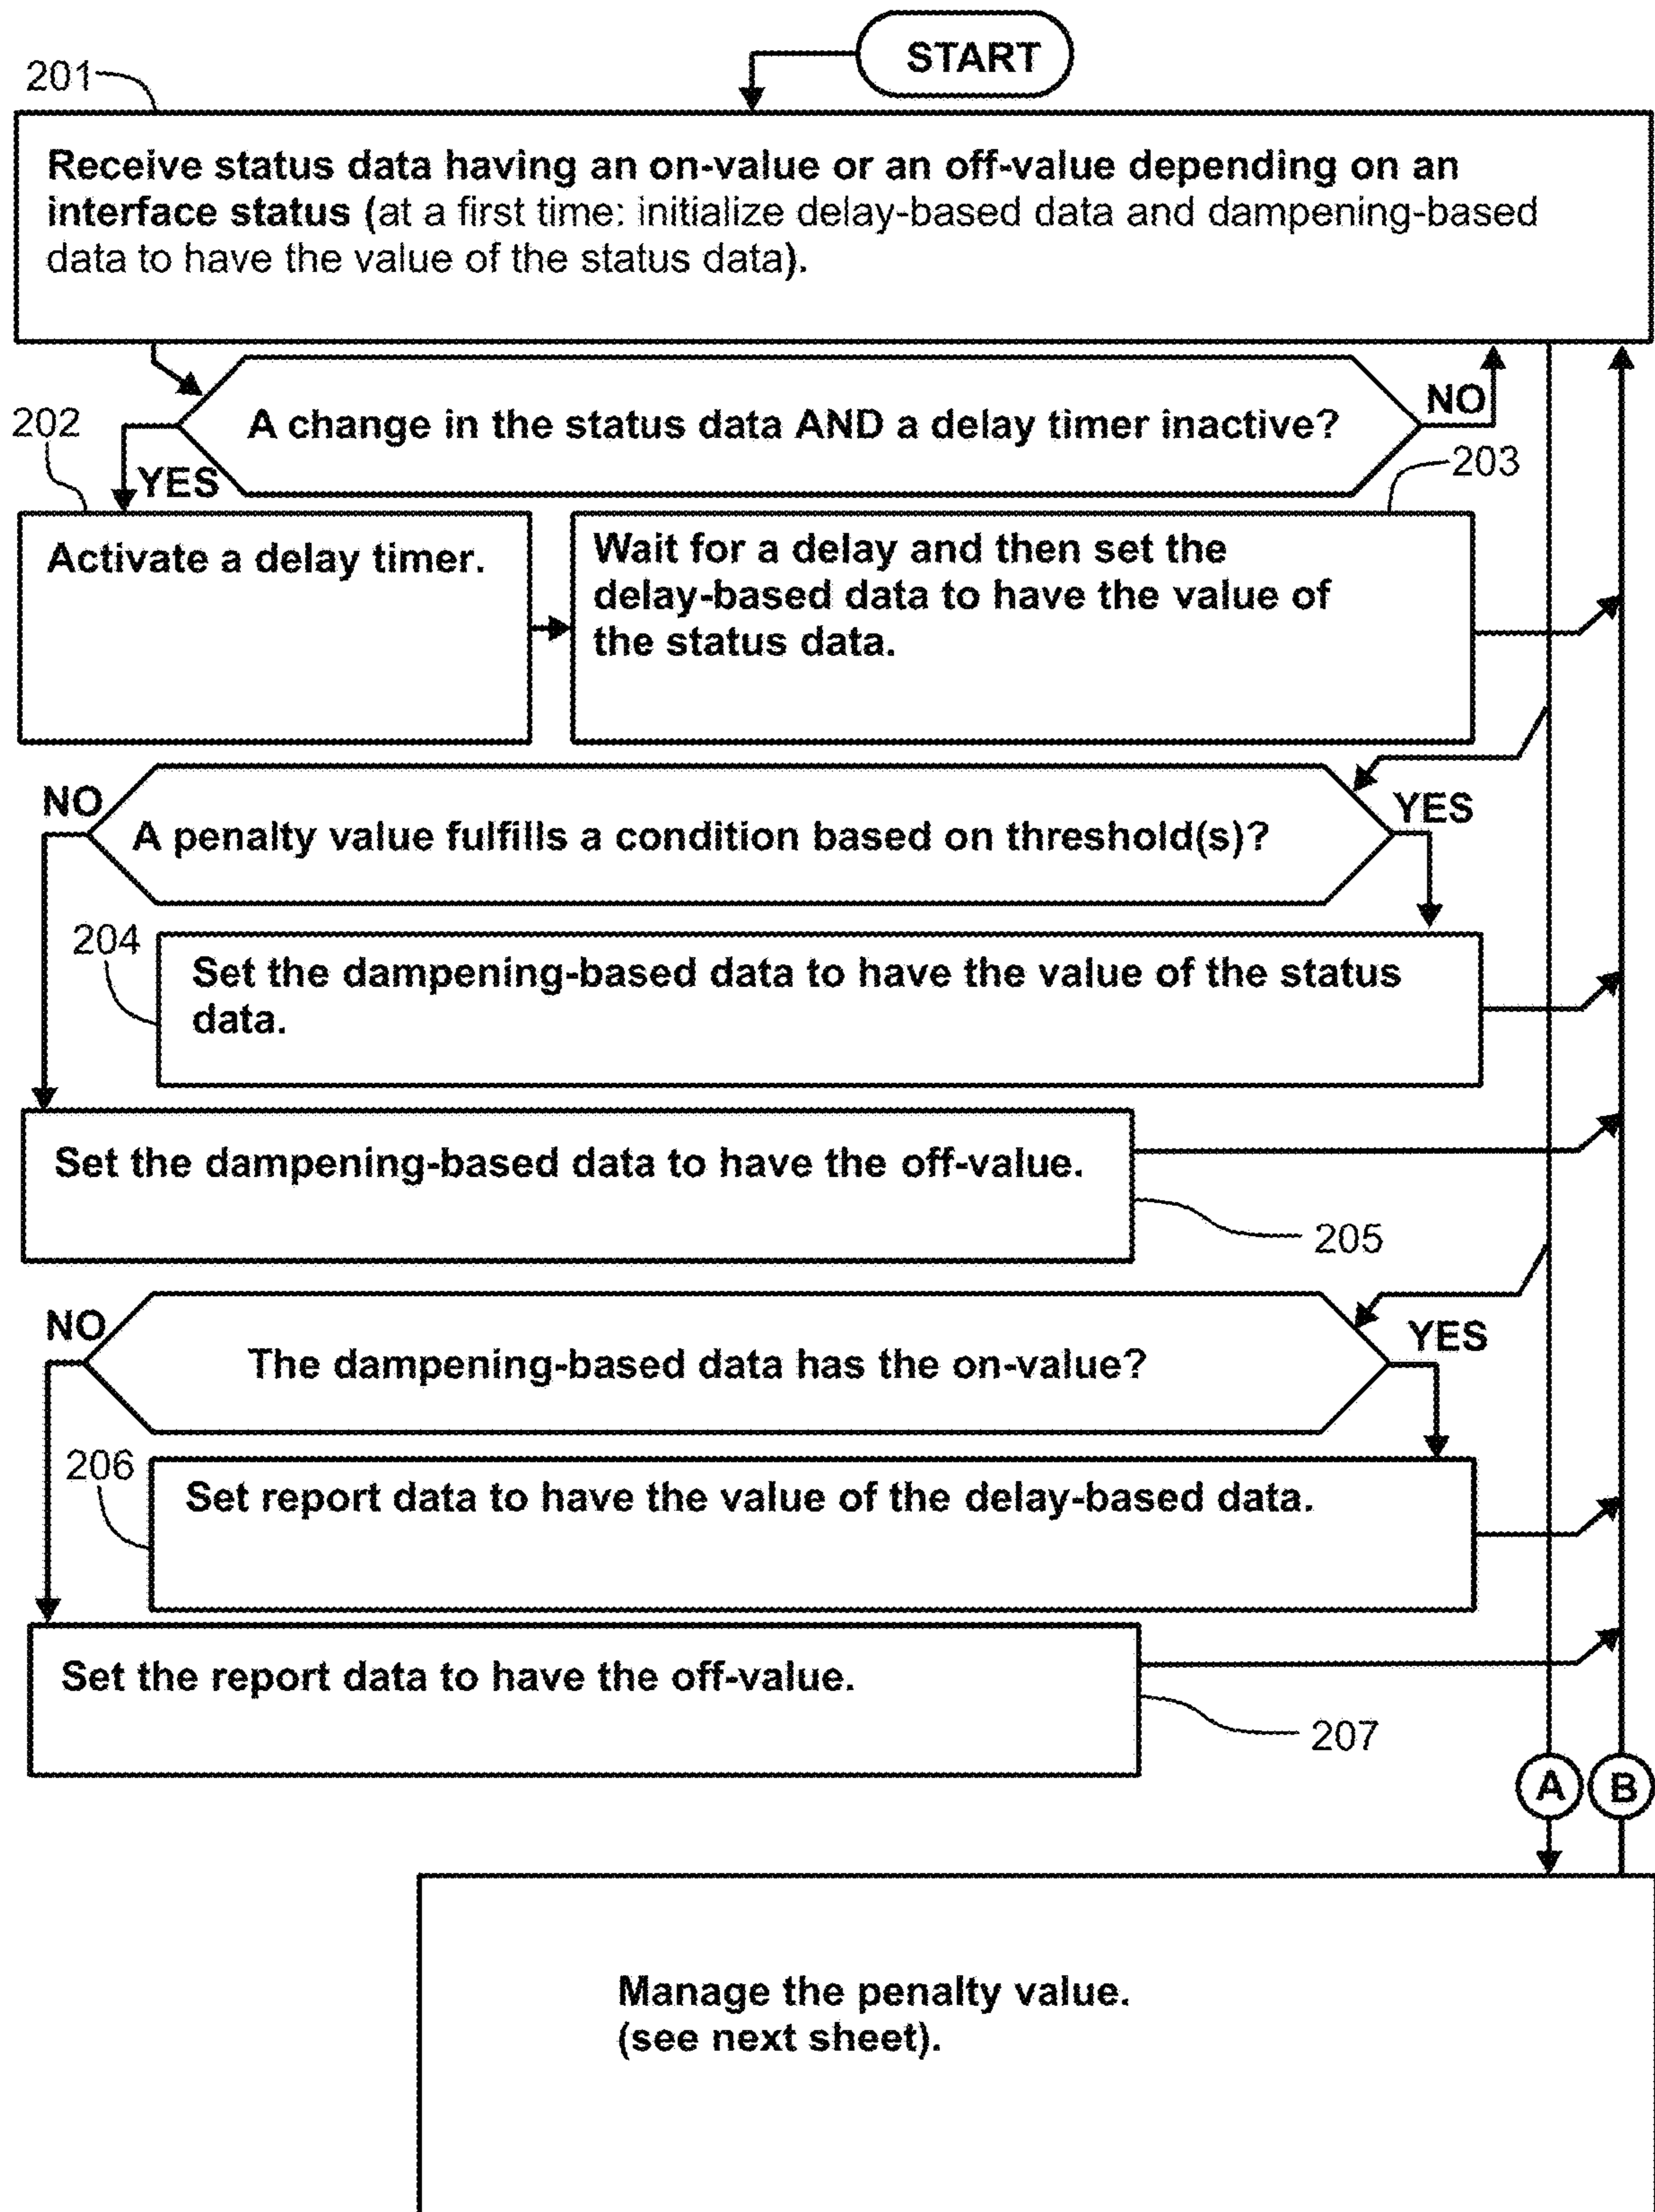 START
201
Receive status data having an on-value or an off-value depending on an
interface status (at a first time: initialize delay-based data and dampening-based
data to have the value of the status data).
A change in the status data AND a delay timer inactive?
NO
202
YES
203
Activate a delay timer.
Wait for a delay and then set the
delay-based data to have the value of
the status data.
NO
A penalty value fulfills a condition based on threshold(s)?
YES
204
Set the dampening-based data to have the value of the status
data.
Set the dampening-based data to have the off-value.
205
NO
The dampening-based data has the on-value?
YES
206
Set report data to have the value of the delay-based data.
Set the report data to have the off-value.
207
A
B
Manage the penalty value.
(see next sheet).